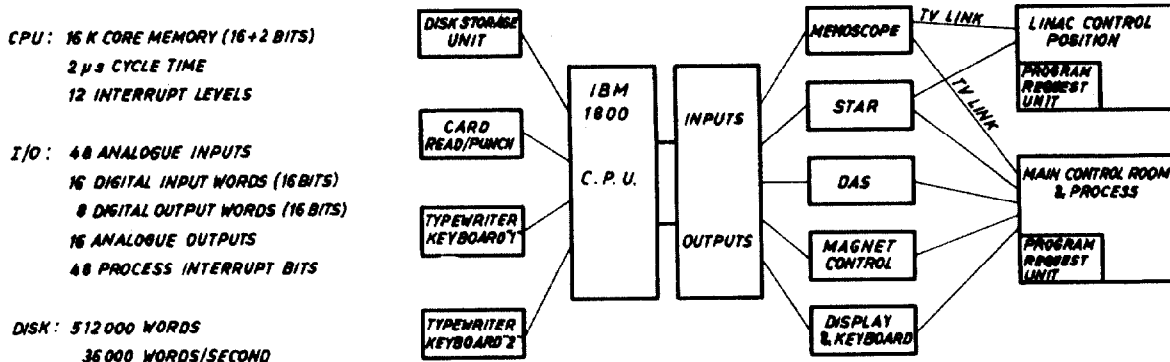 CPU: 16 K CORE MEMORY (16+2 BITS)
2 µs CYCLE TIME
12 INTERRUPT LEVELS
I/O: 48 ANALOGUE INPUTS
16 DIGITAL INPUT WORDS (16 BITS)
8 DIGITAL OUTPUT WORDS (16 BITS)
16 ANALOGUE OUTPUTS
48 PROCESS INTERRUPT BITS
DISK: 512 000 WORDS
36 000 WORDS/SECOND
DISK STORAGE
UNIT
CARD
READ/PUNCH
TYPEWRITER
KEYBOARD 1
TYPEWRITER
KEYBOARD 2
IBM
1800
C.P.U.
INPUTS
OUTPUTS
MEMOSCOPE
STAR
DAS
MAGNET
CONTROL
DISPLAY
& KEYBOARD
TV LINK
TV LINK
LINAC CONTROL
POSITION
PROGRAM
REQUEST
UNIT
MAIN CONTROL ROOM
& PROCESS
PROGRAM
REQUEST
UNIT